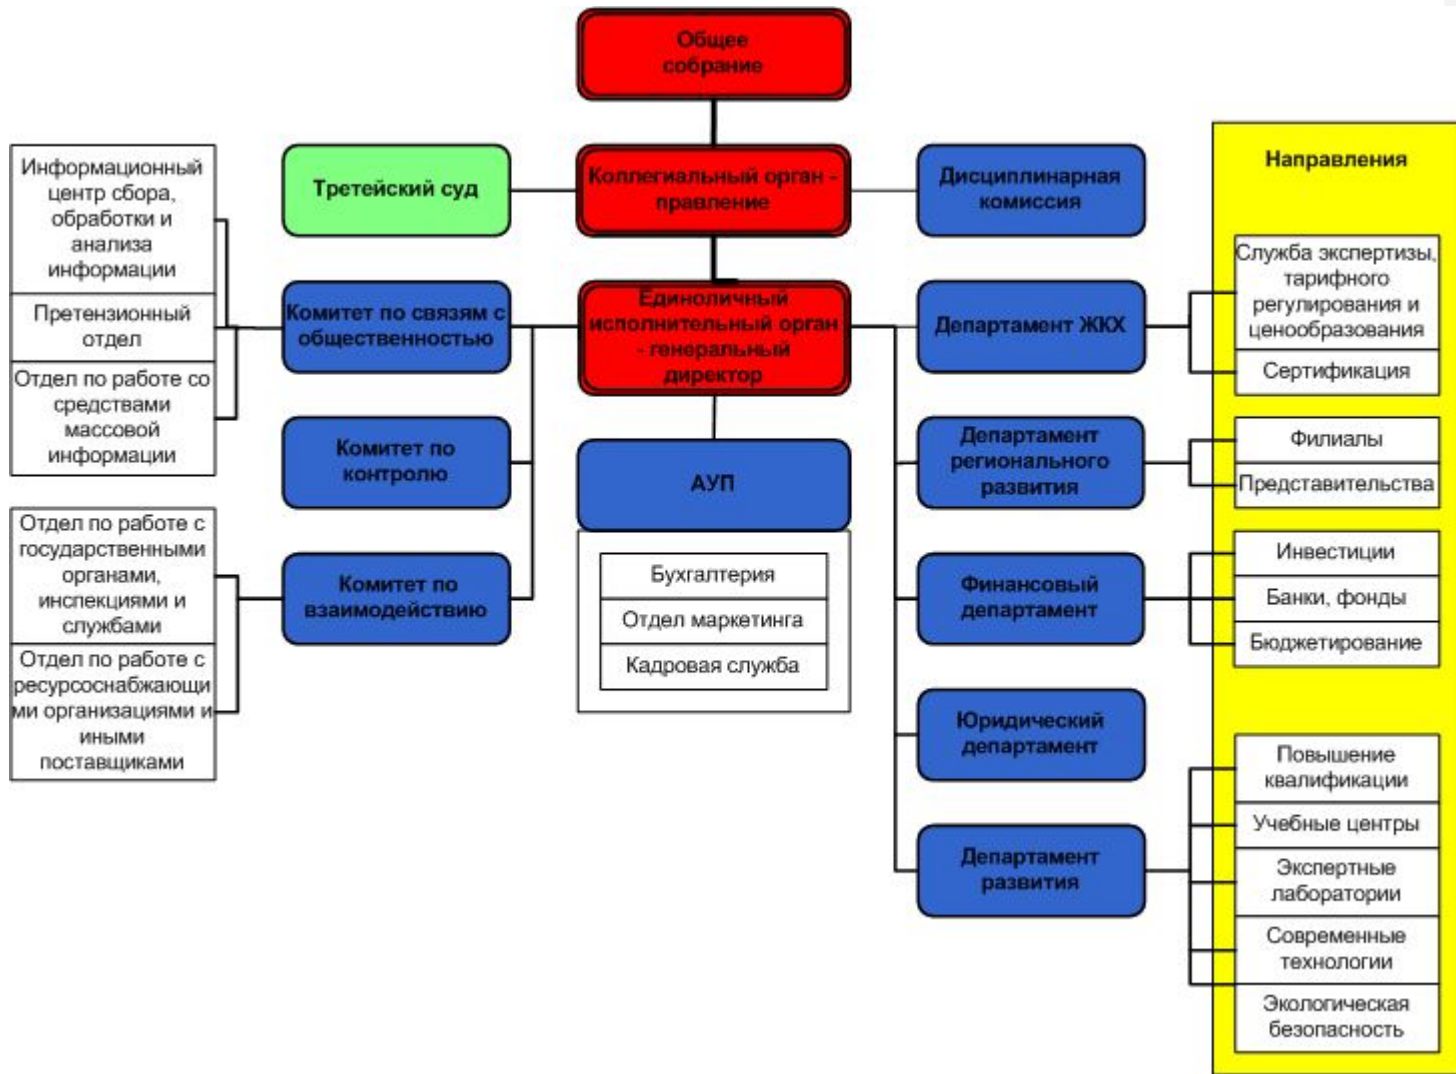 Общее
собрание
Третейский суд
Коллегиальный орган -
правление
Дисциплинарная
комиссия
Направления
Информационный
центр сбора,
обработки и
анализа
информации
Претензионный
отдел
Отдел по работе со
средствами
массовой
информации
Комитет по связям с
общественностью
Единоличный
исполнительный орган
- генеральный
директор
Департамент ЖКХ
Служба экспертизы,
тарифного
регулирования и
ценообразования
Сертификация
Комитет по
контролю
АУП
Департамент
регионального
развития
Филиалы
Представительства
Отдел по работе с
государственными
органами,
инспекциями и
службами
Отдел по работе с
ресурсоснабжающи
ми организациями и
иными
поставщиками
Комитет по
взаимодействию
Бухгалтерия
Отдел маркетинга
Кадровая служба
Финансовый
департамент
Инвестиции
Банки, фонды
Бюджетирование
Юридический
департамент
Департамент
развития
Повышение
квалификации
Учебные центры
Экспертные
лаборатории
Современные
технологии
Экологическая
безопасность